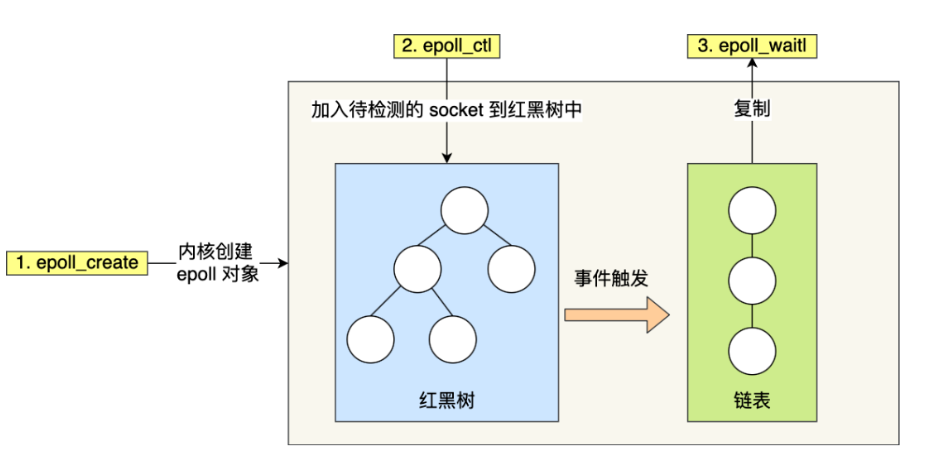 2. epoll_ctl
3. epoll_waitl
加入待检测的 socket 到红黑树中
复制
1. epoll_create
内核创建
epoll 对象
事件触发
红黑树
链表